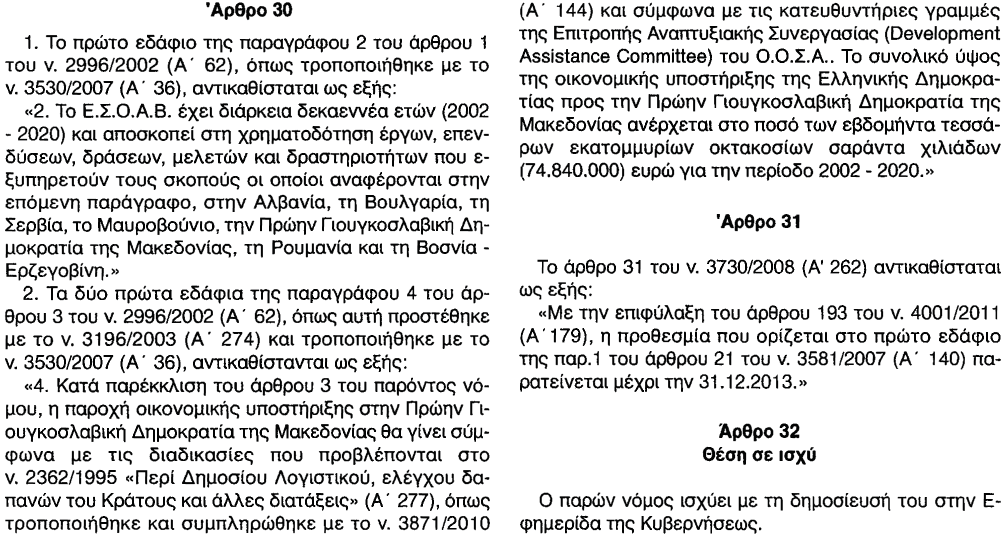 Άρθρο 30
1. Το πρώτο εδάφιο της παραγράφου 2 του άρθρου 1
του ν. 2996/2002 (Α΄ 62), όπως τροποποιήθηκε με το
ν. 3530/2007 (Α΄ 36), αντικαθίσταται ως εξής:
«2. Το Ε.Σ.Ο.Α.Β. έχει διάρκεια δεκαεννέα ετών (2002
- 2020) και αποσκοπεί στη χρηματοδότηση έργων, επεν-
δύσεων, δράσεων, μελετών και δραστηριοτήτων που ε-
ξυπηρετούν τους σκοπούς οι οποίοι αναφέρονται στην
επόμενη παράγραφο, στην Αλβανία, τη Βουλγαρία, τη
Σερβία, το Μαυροβούνιο, την Πρώην Γιουγκοσλαβική Δη-
μοκρατία της Μακεδονίας, τη Ρουμανία και τη Βοσνία -
Ερζεγοβίνη.»
2. Τα δύο πρώτα εδάφια της παραγράφου 4 του άρ-
θρου 3 του ν. 2996/2002 (Α΄ 62), όπως αυτή προστέθηκε
με το ν. 3196/2003 (Α΄ 274) και τροποποιήθηκε με το
ν. 3530/2007 (Α΄ 36), αντικαθίστανται ως εξής:
«4. Κατά παρέκκλιση του άρθρου 3 του παρόντος νό-
μου, η παροχή οικονομικής υποστήριξης στην Πρώην Γι-
ουγκοσλαβική Δημοκρατία της Μακεδονίας θα γίνει σύμ-
φωνα με τις διαδικασίες που προβλέπονται στο
ν. 2362/1995 «Περί Δημοσίου Λογιστικού, ελέγχου δα-
πανών του Κράτους και άλλες διατάξεις» (Α΄ 277), όπως
τροποποιήθηκε και συμπληρώθηκε με το ν. 3871/2010
(Α΄ 144) και σύμφωνα με τις κατευθυντήριες γραμμές
της Επιτροπής Αναπτυξιακής Συνεργασίας (Development
Assistance Committee) του Ο.Ο.Σ.Α.. Το συνολικό ύψος
της οικονομικής υποστήριξης της Ελληνικής Δημοκρα-
τίας προς την Πρώην Γιουγκοσλαβική Δημοκρατία της
Μακεδονίας ανέρχεται στο ποσό των εβδομήντα τεσσά-
ρων εκατομμυρίων οκτακοσίων σαράντα χιλιάδων
(74.840.000) ευρώ για την περίοδο 2002 - 2020.»
Άρθρο 31
Το άρθρο 31 του ν. 3730/2008 (Α' 262) αντικαθίσταται
ως εξής:
«Με την επιφύλαξη του άρθρου 193 του ν. 4001/2011
(Α΄179), η προθεσμία που ορίζεται στο πρώτο εδάφιο
της παρ.1 του άρθρου 21 του ν. 3581/2007 (Α΄ 140) πα-
ρατείνεται μέχρι την 31.12.2013.»
Άρθρο 32
Θέση σε ισχύ
Ο παρών νόμος ισχύει με τη δημοσίευσή του στην Ε-
φημερίδα της Κυβερνήσεως.